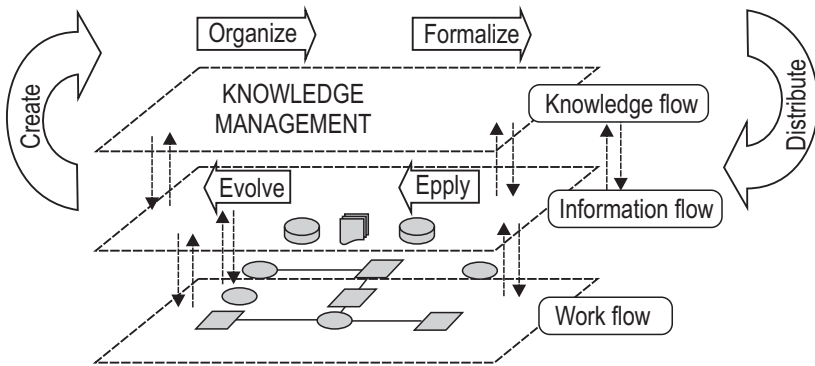 Organize
Formalize
Create
KNOWLEDGE
MANAGEMENT
Knowledge flow
Distribute
Evolve
Epply
Information flow
Work flow